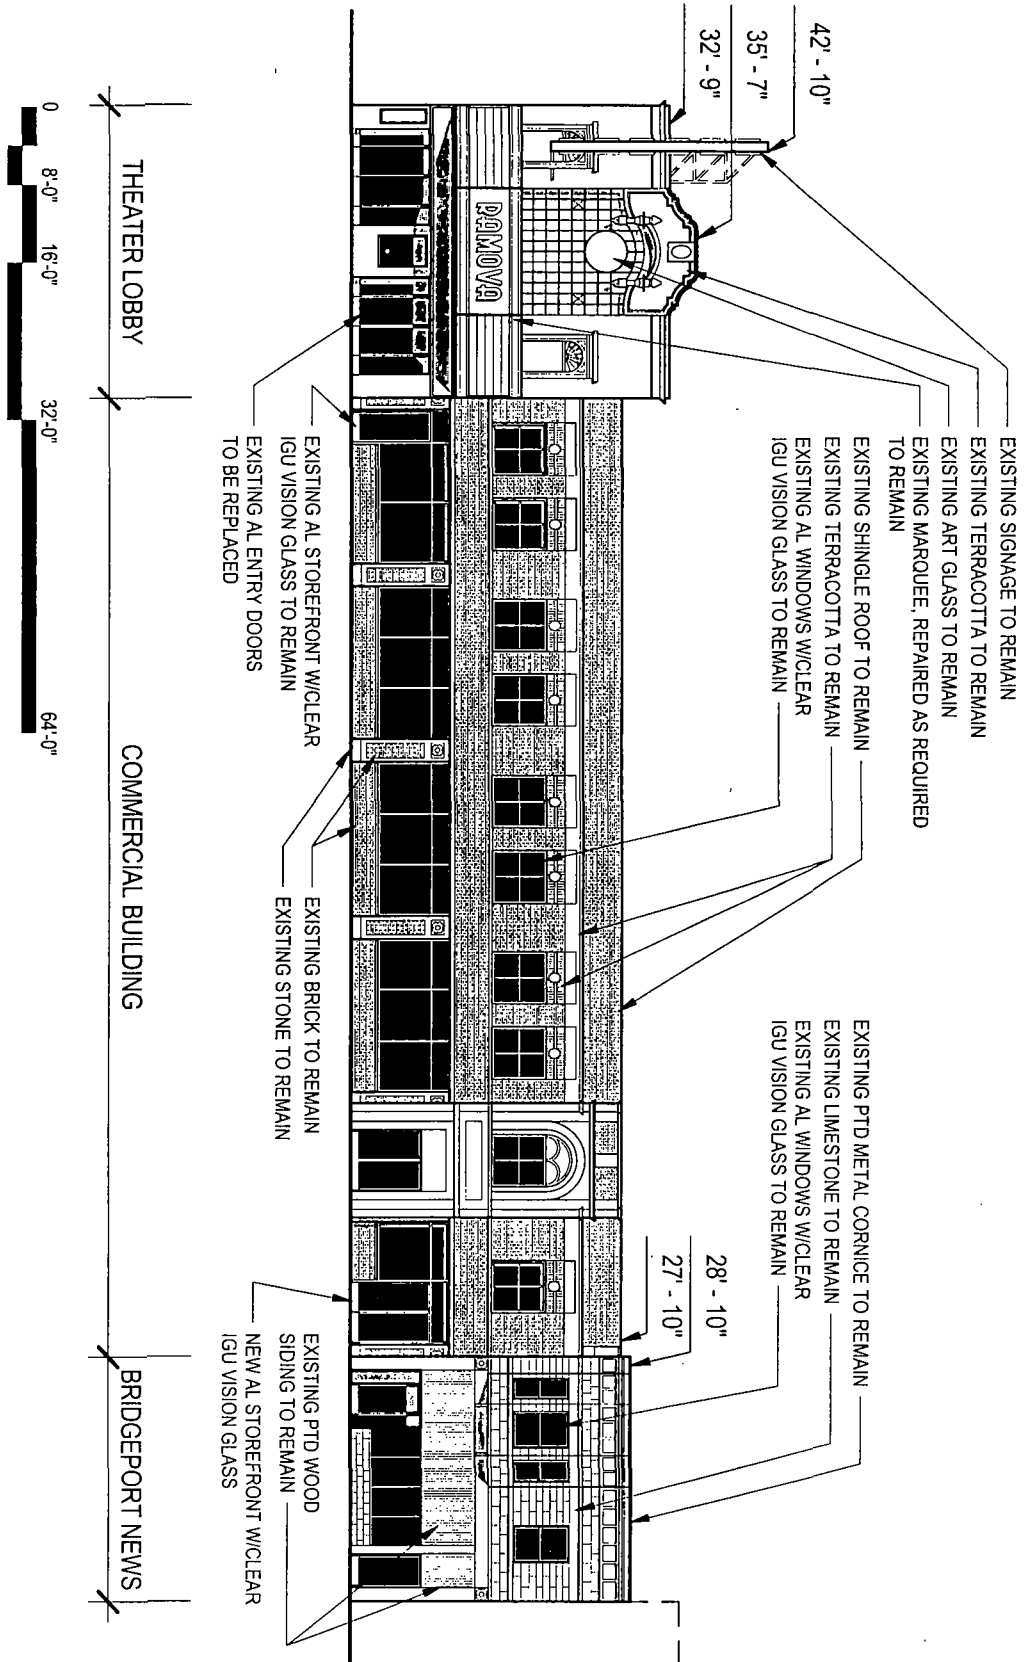 42' - 10"
35' - 7"
32' - 9"
EXISTING SIGNAGE TO REMAIN
EXISTING TERRACOTTA TO REMAIN
EXISTING ART GLASS TO REMAIN
EXISTING MARQUEE, REPAIRED AS REQUIRED
TO REMAIN
EXISTING SHINGLE ROOF TO REMAIN
EXISTING TERRACOTTA TO REMAIN
EXISTING AL WINDOWS W/CLEAR
IGU VISION GLASS TO REMAIN
EXISTING PTD METAL CORNICE TO REMAIN
EXISTING LIMESTONE TO REMAIN
EXISTING AL WINDOWS W/CLEAR
IGU VISION GLASS TO REMAIN
28' - 10"
27' - 10"
RAMOVA
EXISTING AL STOREFRONT W/CLEAR
IGU VISION GLASS TO REMAIN
EXISTING AL ENTRY DOORS
TO BE REPLACED
EXISTING BRICK TO REMAIN
EXISTING STONE TO REMAIN
EXISTING PTD WOOD
SIDING TO REMAIN
NEW AL STOREFRONT W/CLEAR
IGU VISION GLASS
THEATER LOBBY
COMMERCIAL BUILDING
BRIDGEPORT NEWS
0
8'-0"
16'-0"
32'-0"
64'-0"